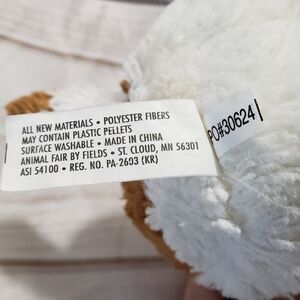 ALL NEW MATERIALS • POLYESTER FIBERS
MAY CONTAIN PLASTIC PELLETS
SURFACE WASHABLE • MADE IN CHINA
ANIMAL FAIR BY FIELDS • ST. CLOUD, MN 56301
ASI 54100 • REG. NO. PA-2603 (KR)
PO#30624